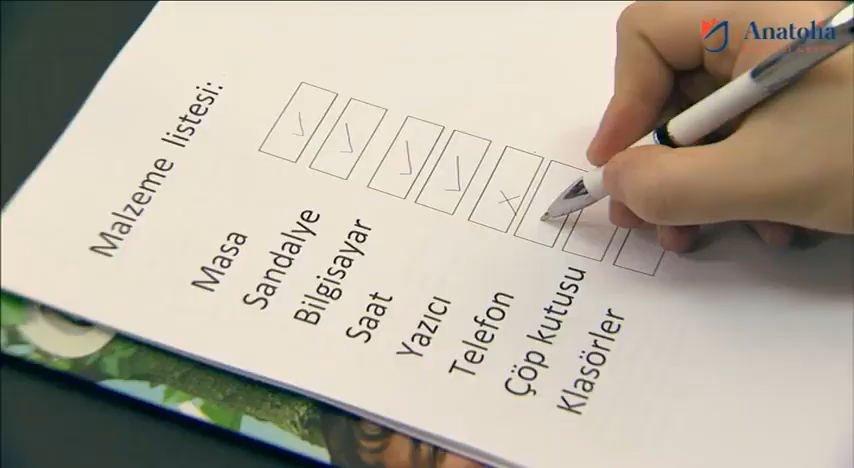 Malzeme listesi:
Masa
Sandalye
Bilgisayar
Saat
Yazıcı
Telefon
Çöp kutusu
Klasörler
Anatolia